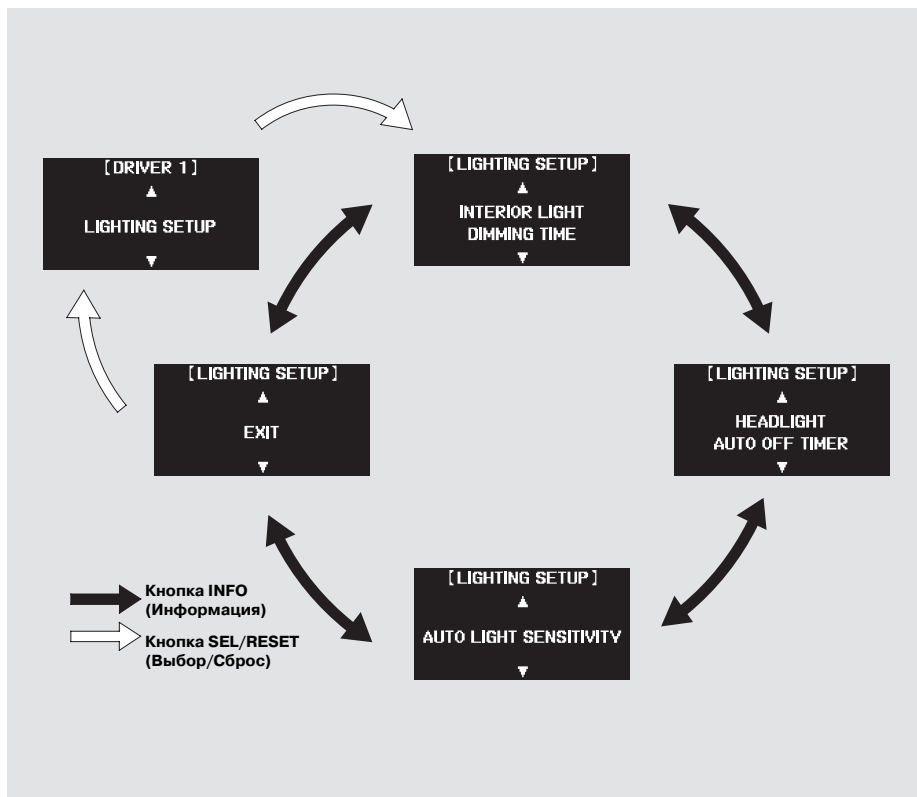 [DRIVER 1]
▲
LIGHTING SETUP
▼
[LIGHTING SETUP]
▲
INTERIOR LIGHT
DIMMING TIME
▼
[LIGHTING SETUP]
▲
EXIT
▼
[LIGHTING SETUP]
▲
HEADLIGHT
AUTO OFF TIMER
▼
[LIGHTING SETUP]
▲
AUTO LIGHT SENSITIVITY
▼
Кнопка INFO
(Информация)
Кнопка SEL/RESET
(Выбор/Сброс)